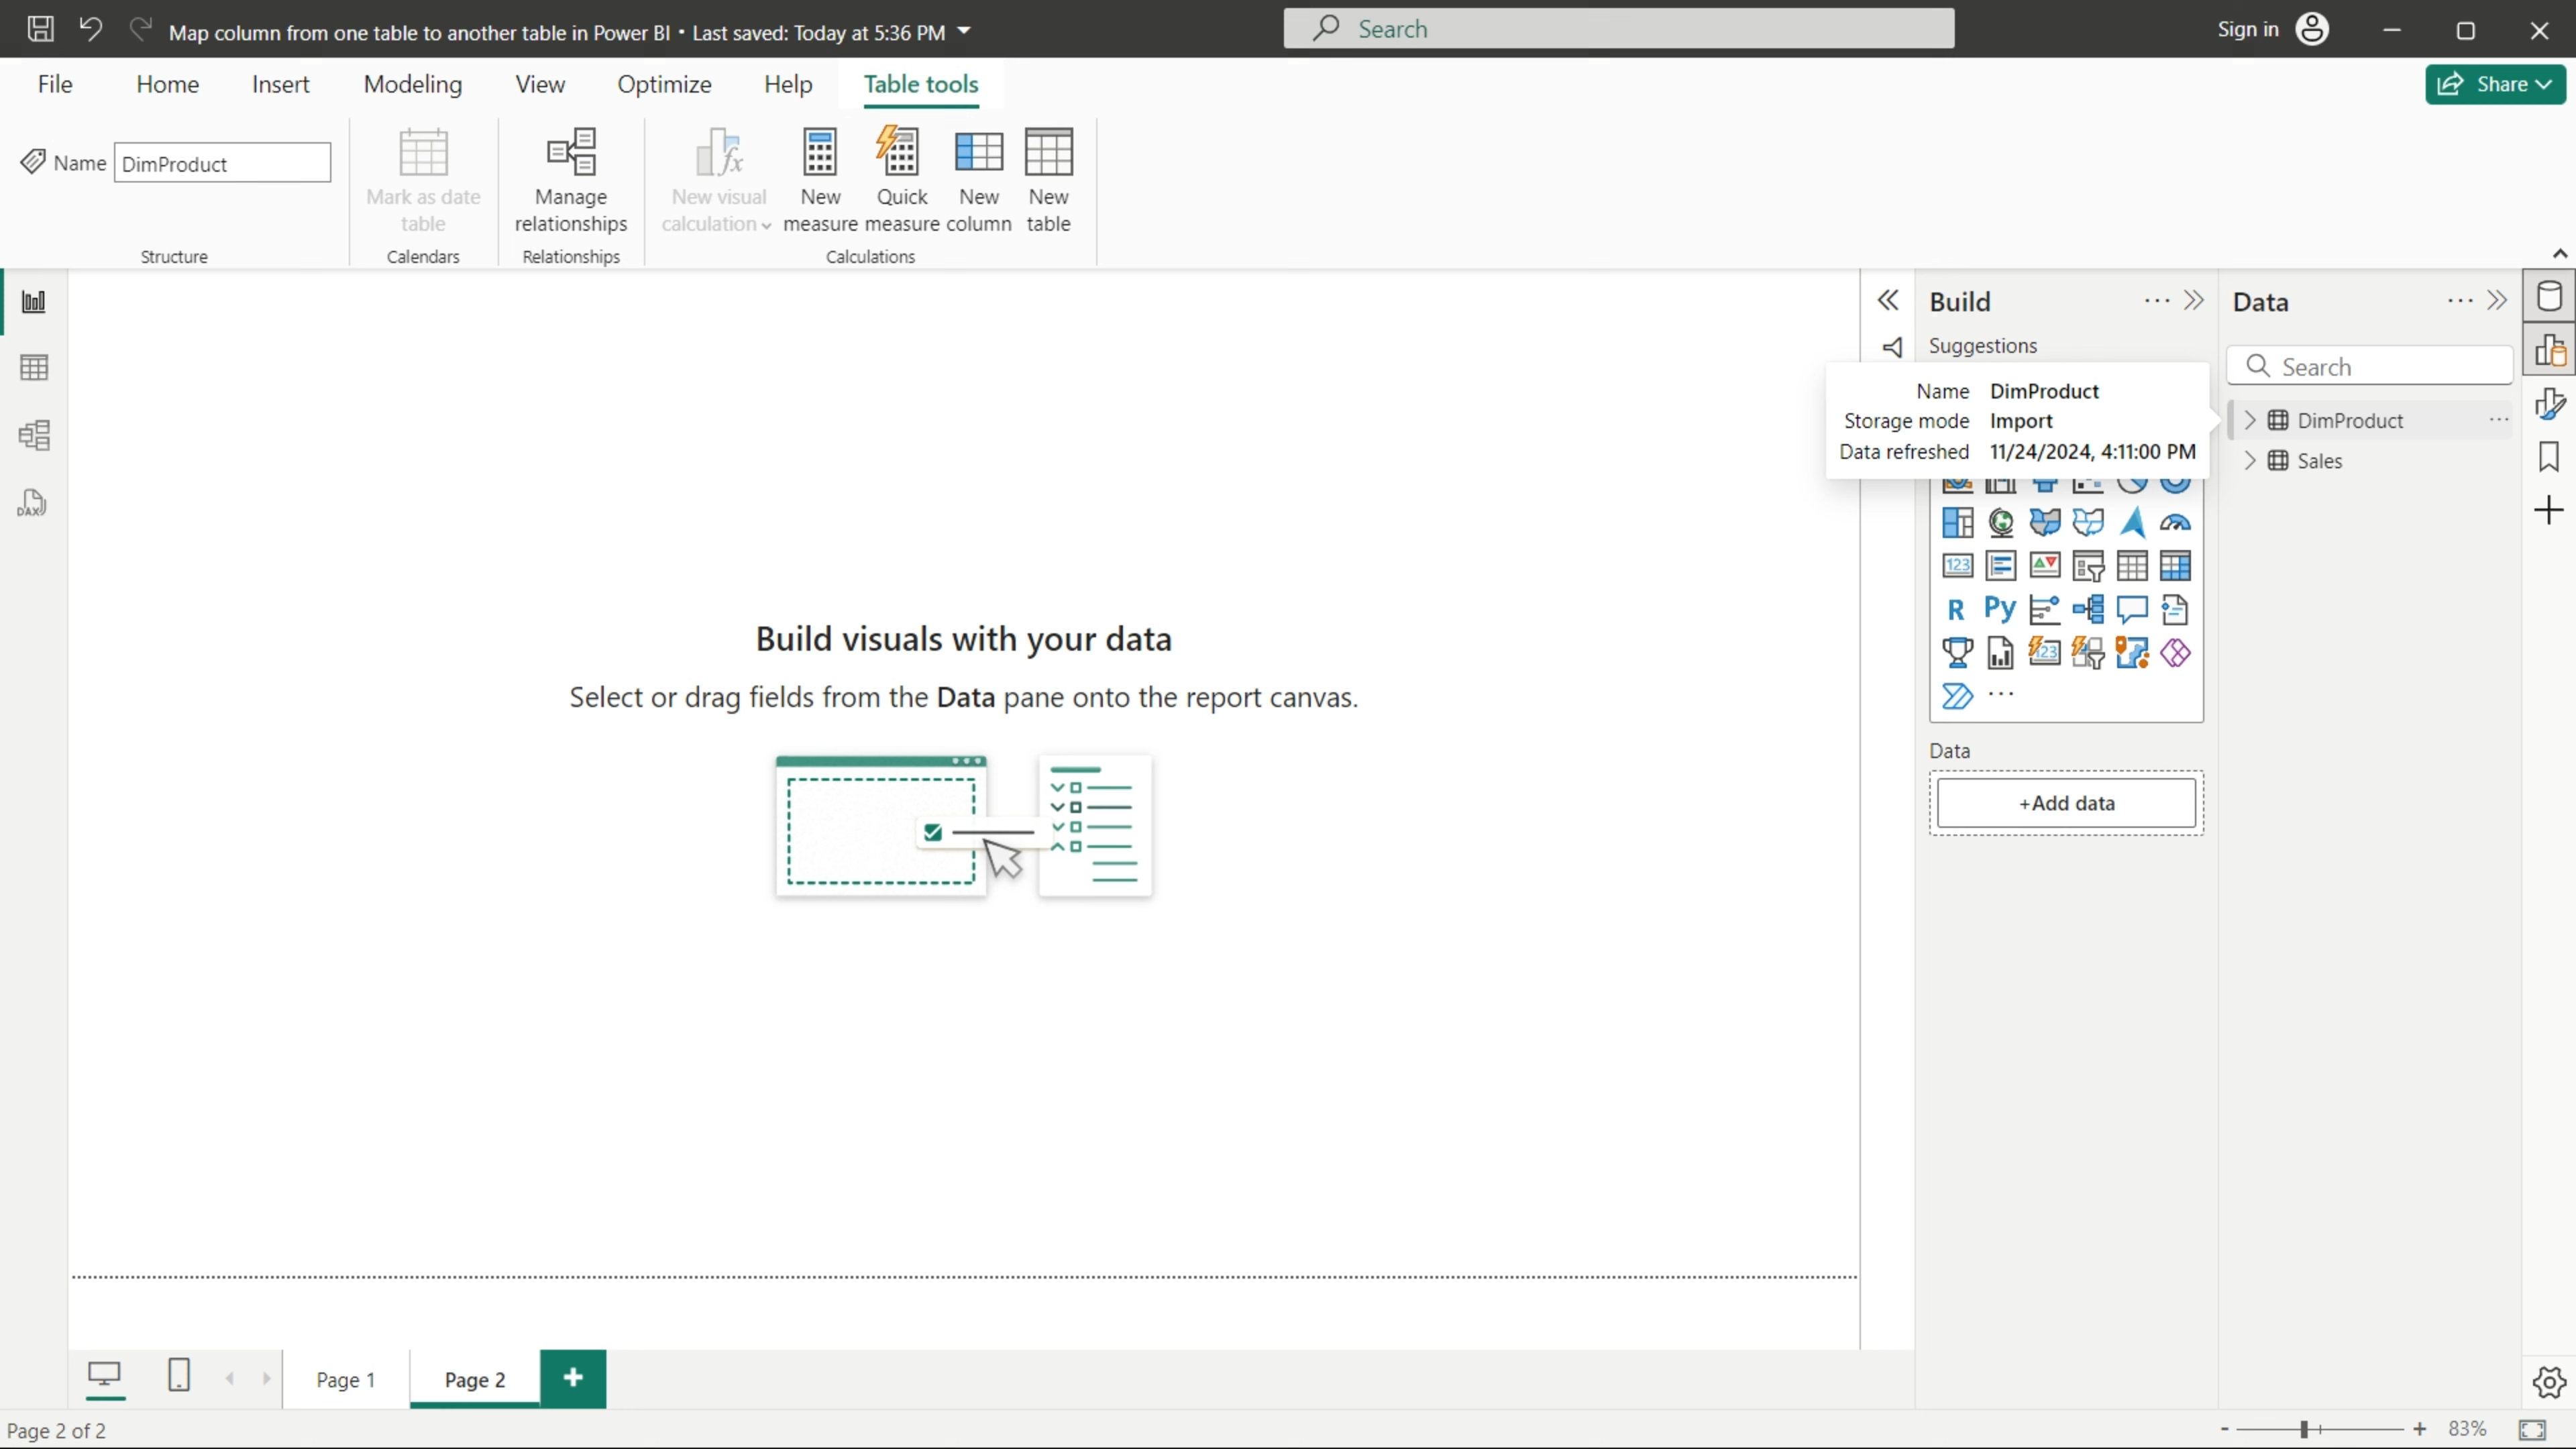 Map column from one table to another table in Power BI • Last saved: Today at 5:36 PM
Search
Sign in
File
Home
Insert
Modeling
View
Optimize
Help
Table tools
Share
Name
DimProduct
Mark as date
table
Manage
relationships
New visual
calculation
New
measure
Quick
measure
New
column
New
table
Structure
Calendars
Relationships
Calculations
DAX
Build
Suggestions
Data
Search
Name DimProduct
Storage mode Import
Data refreshed 11/24/2024, 4:11:00 PM
DimProduct
Sales
123
R
Py
123
Data
+Add data
Build visuals with your data
Select or drag fields from the Data pane onto the report canvas.
Page 1
Page 2
+
Page 2 of 2
- + 83%